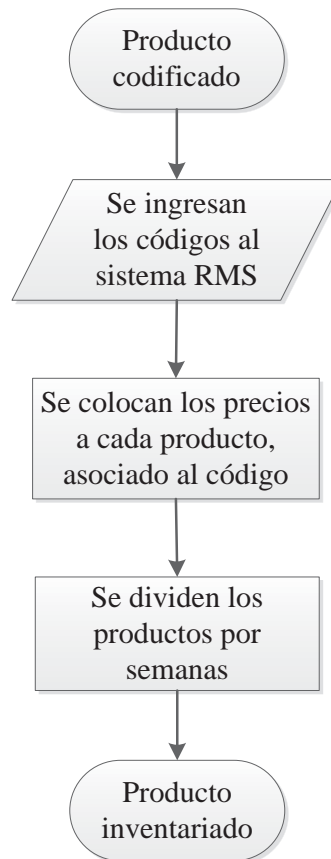 Producto
codificado
Se ingresan
los códigos al
sistema RMS
Se colocan los precios
a cada producto,
asociado al código
Se dividen los
productos por
semanas
Producto
inventariado